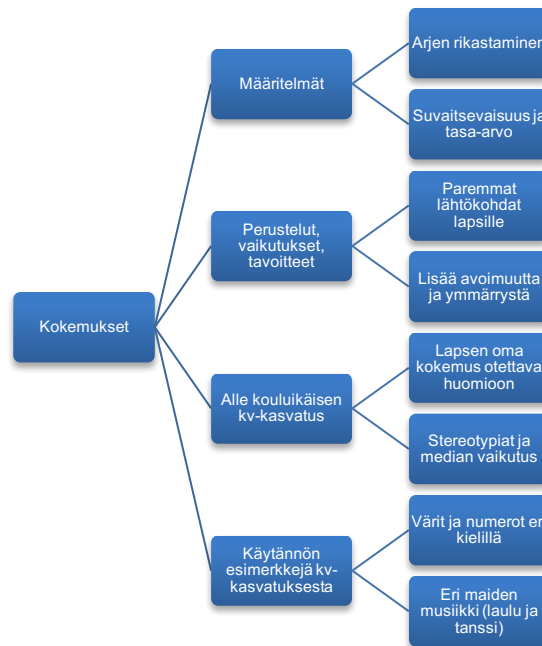 Kokemukset
Määritelmät
Arjen rikastaminen
Suvaitsevaisuus ja
tasa-arvo
Perustelut,
vaikutukset,
tavoitteet
Paremmat
lähtökohdat
lapsille
Lisää avoimuutta
ja ymmärrystä
Alle kouluikäisen
kv-kasvatus
Lapsen oma
kokemus otettava
huomioon
Stereotypiat ja
median vaikutus
Käytännön
esimerkkejä kv-
kasvatuksesta
Värit ja numerot eri
kielillä
Eri maiden
musiikki (laulu ja
tanssi)